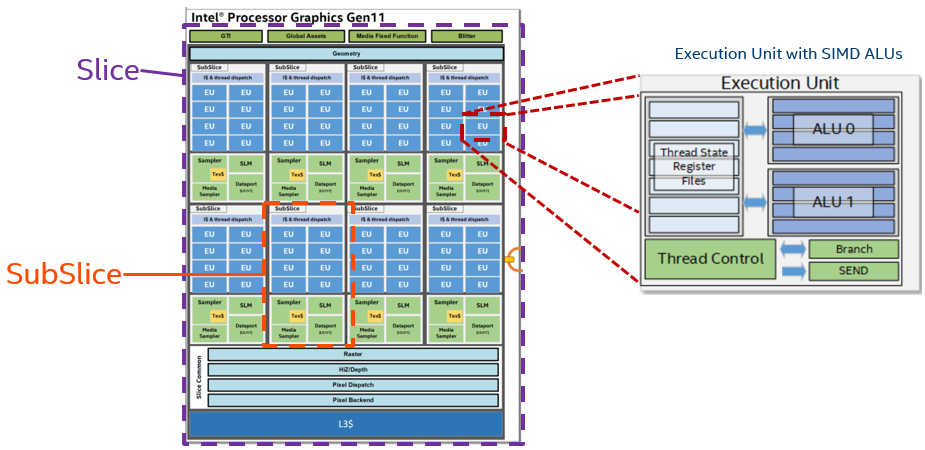 Intel® Processor Graphics Gen11
GTI
Global Assets
Media Fixed Function
Blitter
Geometry
Slice
SubSlice
SubSlice
SubSlice
SubSlice
IS & thread dispatch
IS & thread dispatch
IS & thread dispatch
IS & thread dispatch
EU EU EU EU EU EU EU EU
EU EU EU EU EU EU EU EU
EU EU EU EU EU EU EU EU
EU EU EU EU EU EU EU EU
Sampler SLM Sampler SLM Sampler SLM Sampler SLM
Tex$ Tex$ Tex$ Tex$
Media Sampler Dataport Media Sampler Dataport Media Sampler Dataport Media Sampler Dataport
SubSlice
SubSlice
SubSlice
SubSlice
SubSlice
IS & thread dispatch
IS & thread dispatch
IS & thread dispatch
IS & thread dispatch
EU EU EU EU EU EU EU EU
EU EU EU EU EU EU EU EU
EU EU EU EU EU EU EU EU
EU EU EU EU EU EU EU EU
Sampler SLM Sampler SLM Sampler SLM Sampler SLM
Tex$ Tex$ Tex$ Tex$
Media Sampler Dataport Media Sampler Dataport Media Sampler Dataport Media Sampler Dataport
Slice Common
Raster
HiZ/Depth
Pixel Dispatch
Pixel Backend
L3$
Execution Unit with SIMD ALUs
Execution Unit
Thread State
Register
Files
ALU 0
ALU 1
Thread Control
Branch
SEND